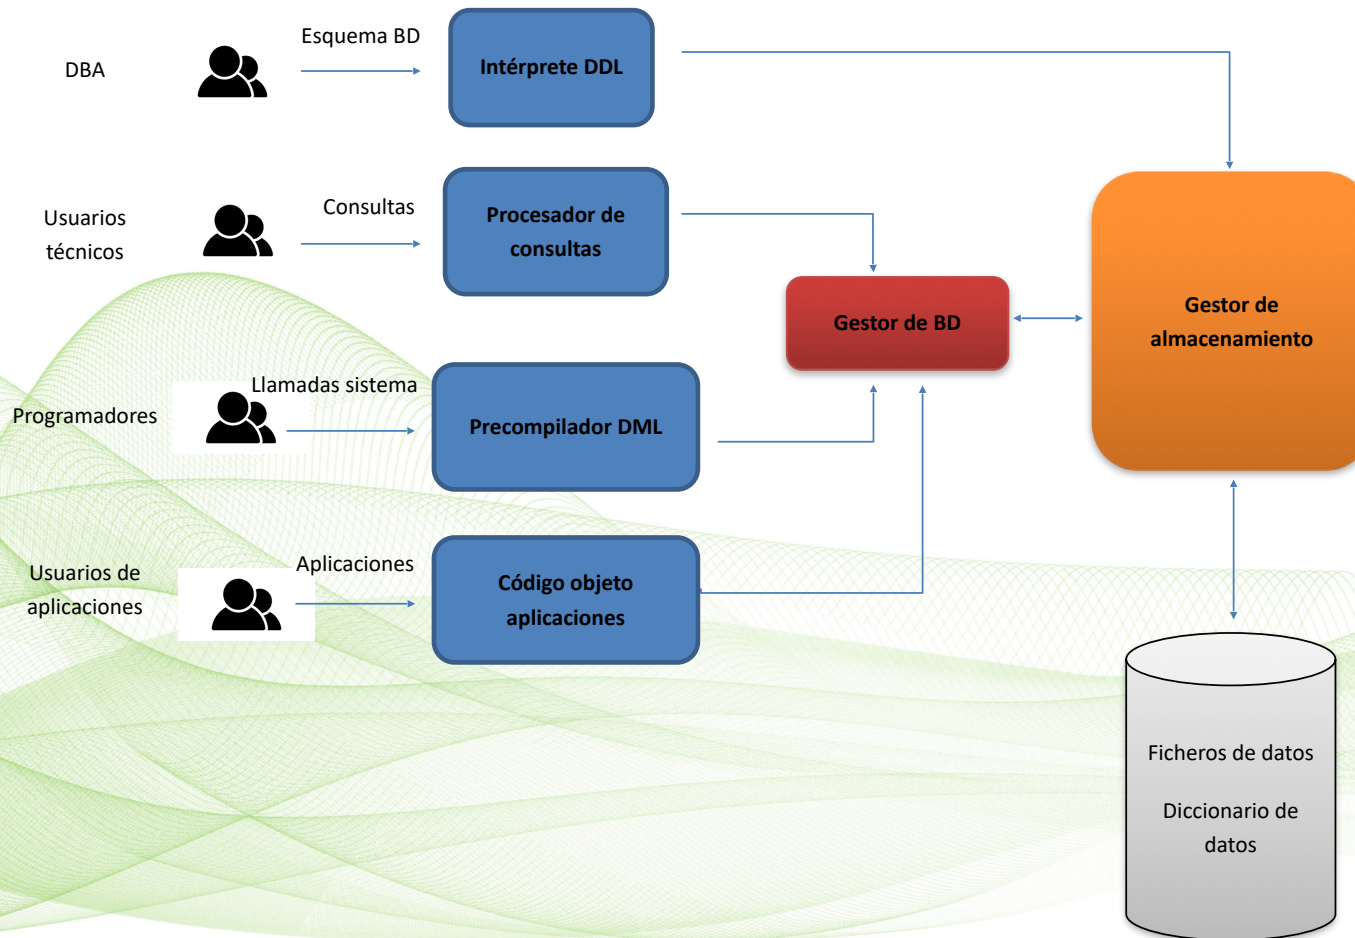 DBA
Esquema BD
Intérprete DDL
Usuarios
técnicos
Consultas
Procesador de
consultas
Gestor de BD
Gestor de
almacenamiento
Programadores
Llamadas sistema
Precompilador DML
Usuarios de
aplicaciones
Aplicaciones
Código objeto
aplicaciones
Ficheros de datos
Diccionario de
datos